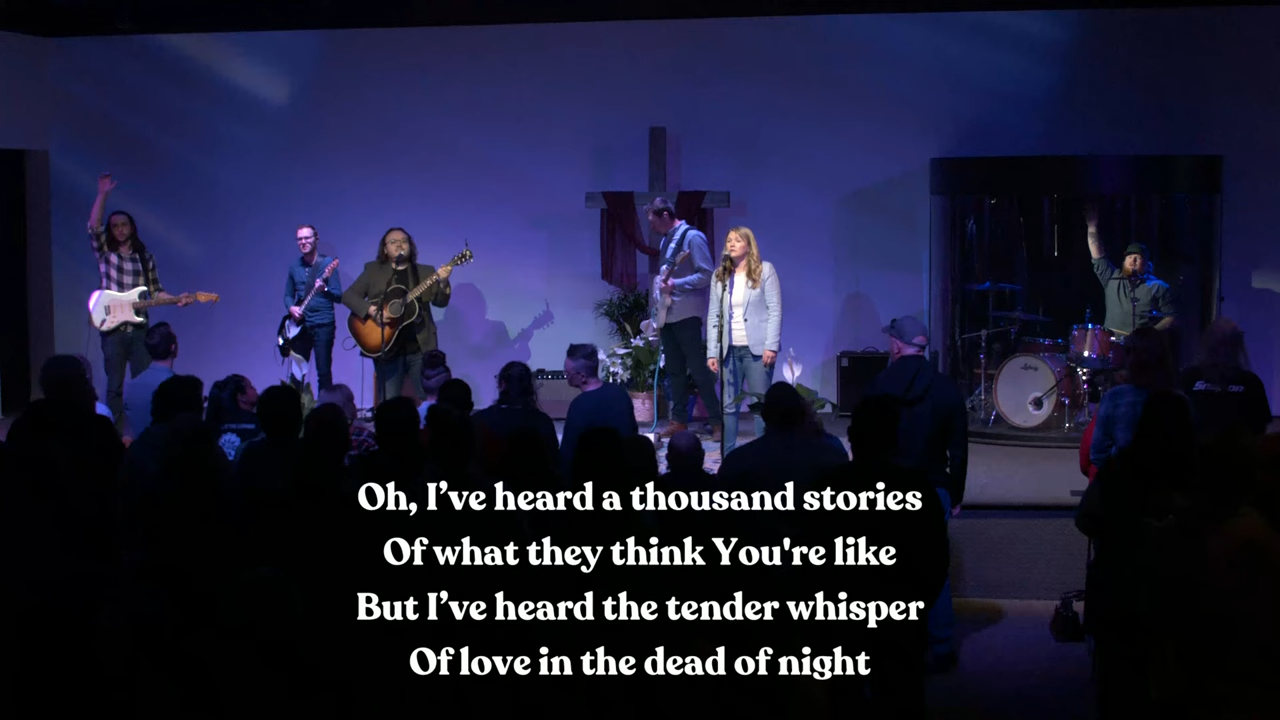 Oh, I’ve heard a thousand stories
Of what they think You're like
But I’ve heard the tender whisper
Of love in the dead of night